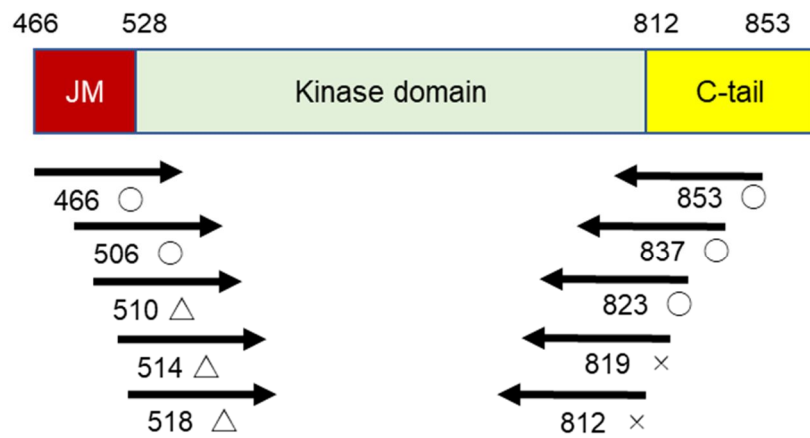 466 528 812 853
JM Kinase domain C-tail
466 ○ 853 ○
506 ○ 837 ○
510 △ 823 ○
514 △ 819 ×
518 △ 812 ×